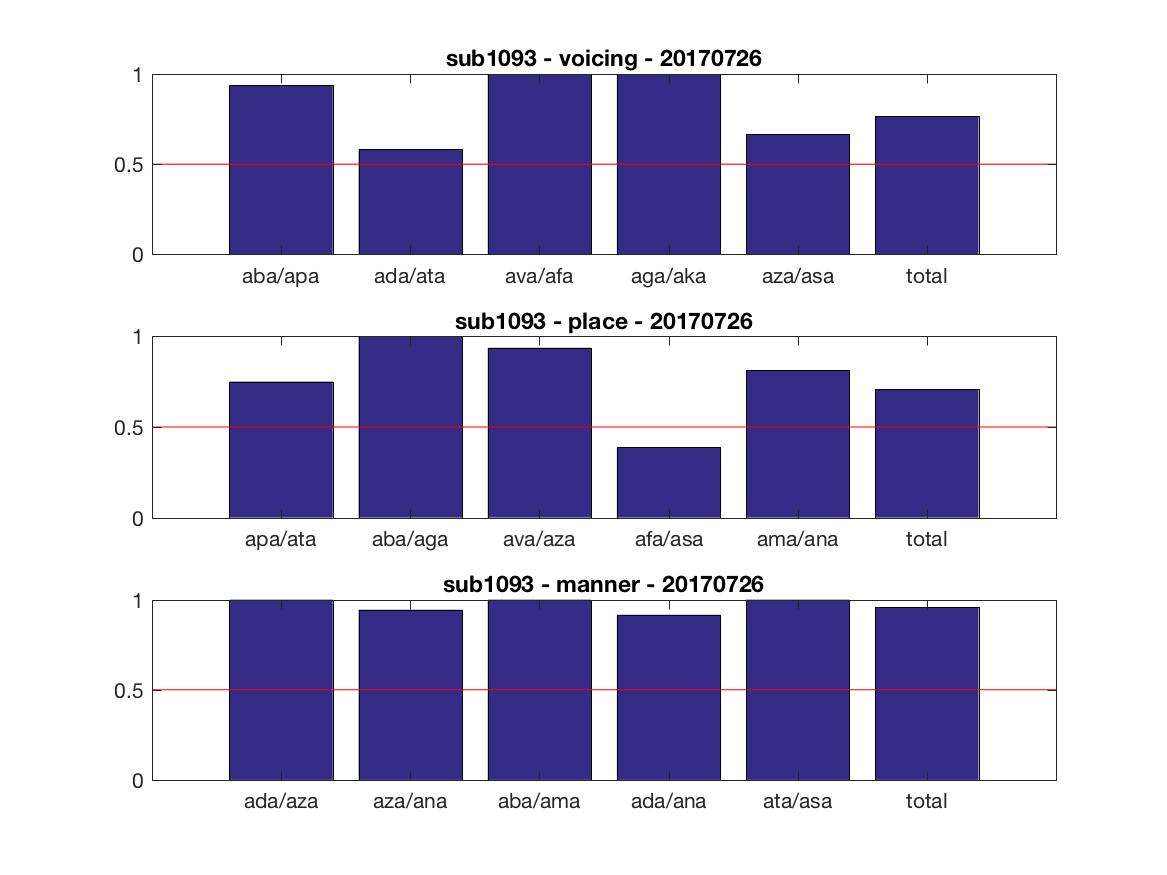 sub1093 - voicing - 20170726
1
0.5
0
aba/apa ada/ata ava/afa aga/aka aza/asa total
sub1093 - place - 20170726
1
0.5
0
apa/ata aba/aga ava/aza afa/asa ama/ana total
sub1093 - manner - 20170726
1
0.5
0
ada/aza aza/ana aba/ama ada/ana ata/asa total